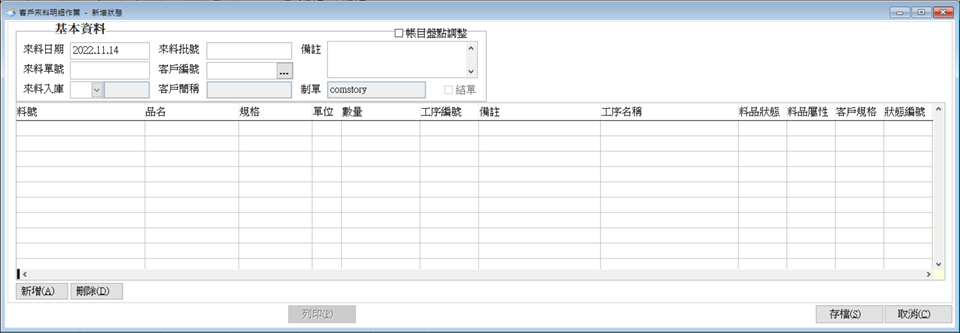 客戶來料明細作業 - 新增狀態
基本資料
帳目盤點調整
來料日期 2022.11.14 來料批號 備註
來料單號 客戶編號 ...
來料入庫 客戶簡稱 制單 comstory 結單
料號 品名 規格 單位 數量 工序編號 備註 工序名稱 料品狀態 料品屬性 客戶規格 狀態編號
新增(A) 刪除(D)
列印(P) 存檔(S) 取消(C)